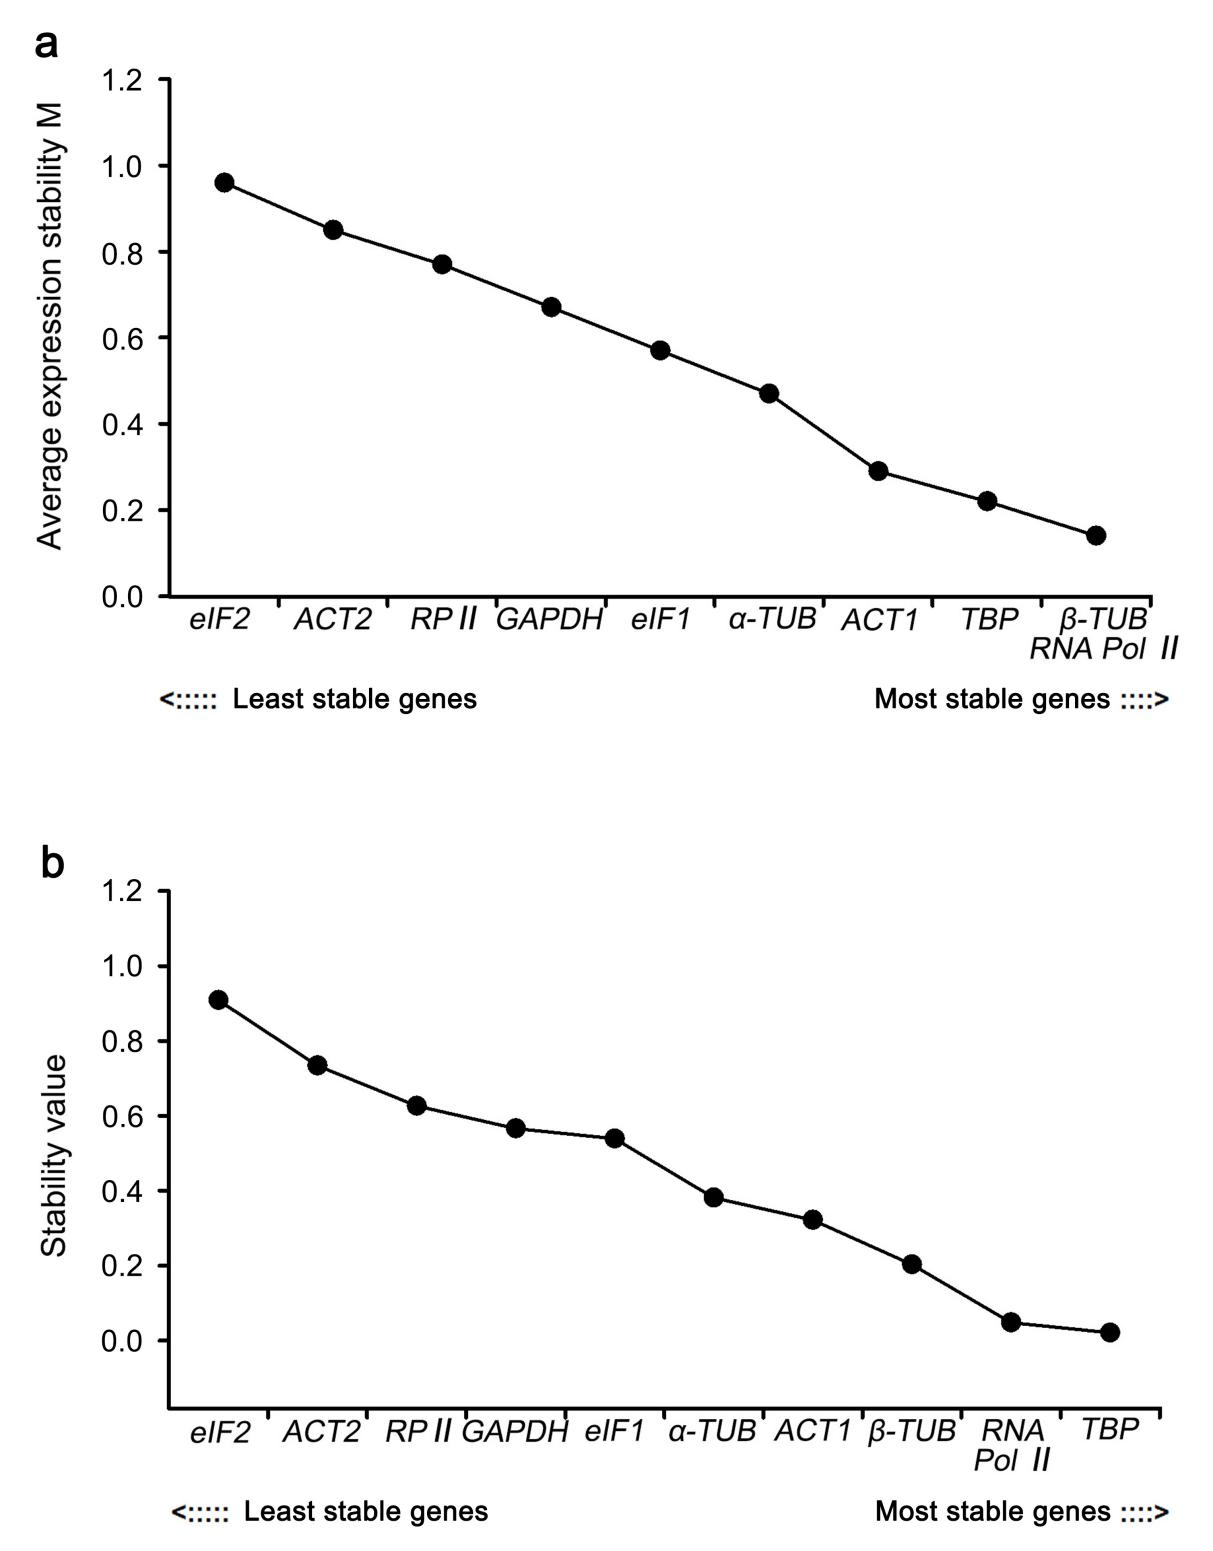 a
Average expression stability M
1.2
1.0
0.8
0.6
0.4
0.2
0.0
eIF2 ACT2 RP II GAPDH eIF1 α-TUB ACT1 TBP β-TUB
RNA Pol II
<::::: Least stable genes Most stable genes ::::>
b
Stability value
1.2
1.0
0.8
0.6
0.4
0.2
0.0
eIF2 ACT2 RP II GAPDH eIF1 α-TUB ACT1 β-TUB RNA TBP
Pol II
<::::: Least stable genes Most stable genes ::::>